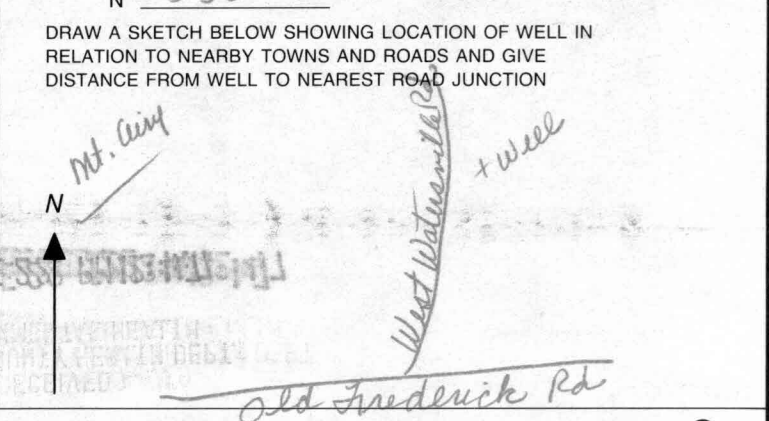 N
DRAW A SKETCH BELOW SHOWING LOCATION OF WELL IN
RELATION TO NEARBY TOWNS AND ROADS AND GIVE
DISTANCE FROM WELL TO NEAREST ROAD JUNCTION
Mt. Airy
N
West Watersville Rd
+ Well
Old Frederick Rd